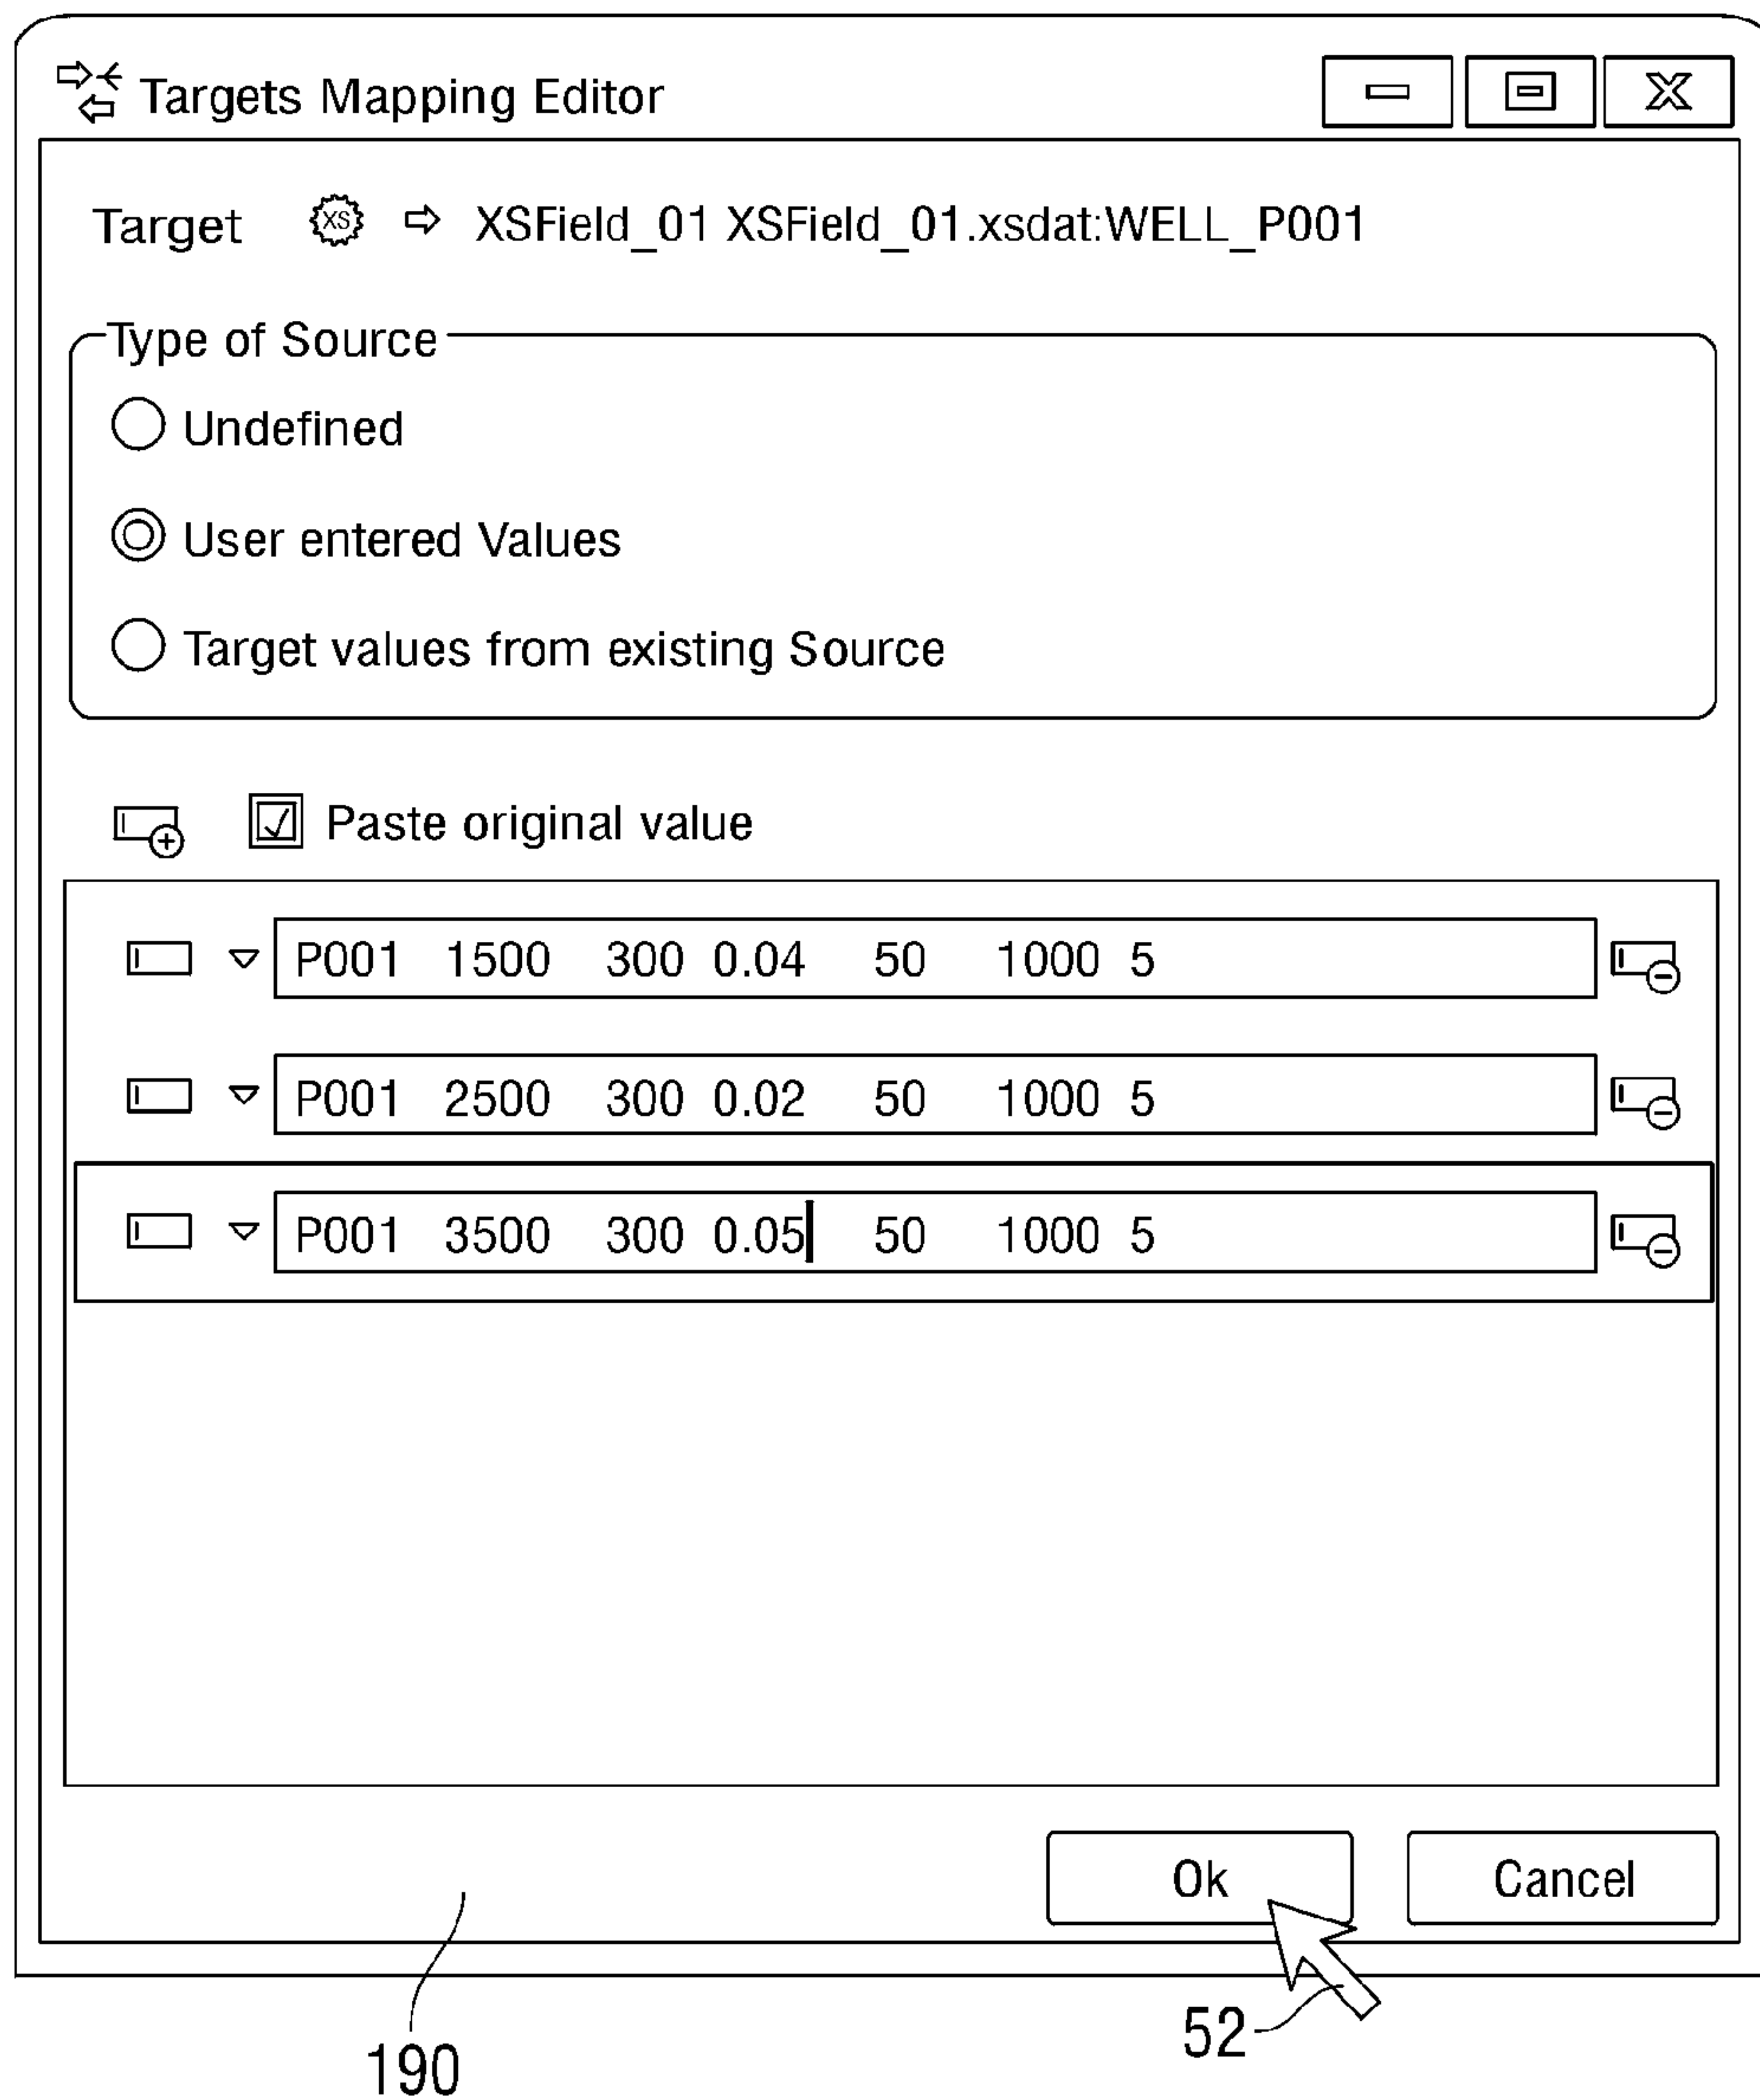 Targets Mapping Editor
Target XS XSField_01 XSField_01.xsdat:WELL_P001
Type of Source
Undefined
User entered Values
Target values from existing Source
Paste original value
P001 1500 300 0.04 50 1000 5
P001 2500 300 0.02 50 1000 5
P001 3500 300 0.05 50 1000 5
Ok Cancel
190 52